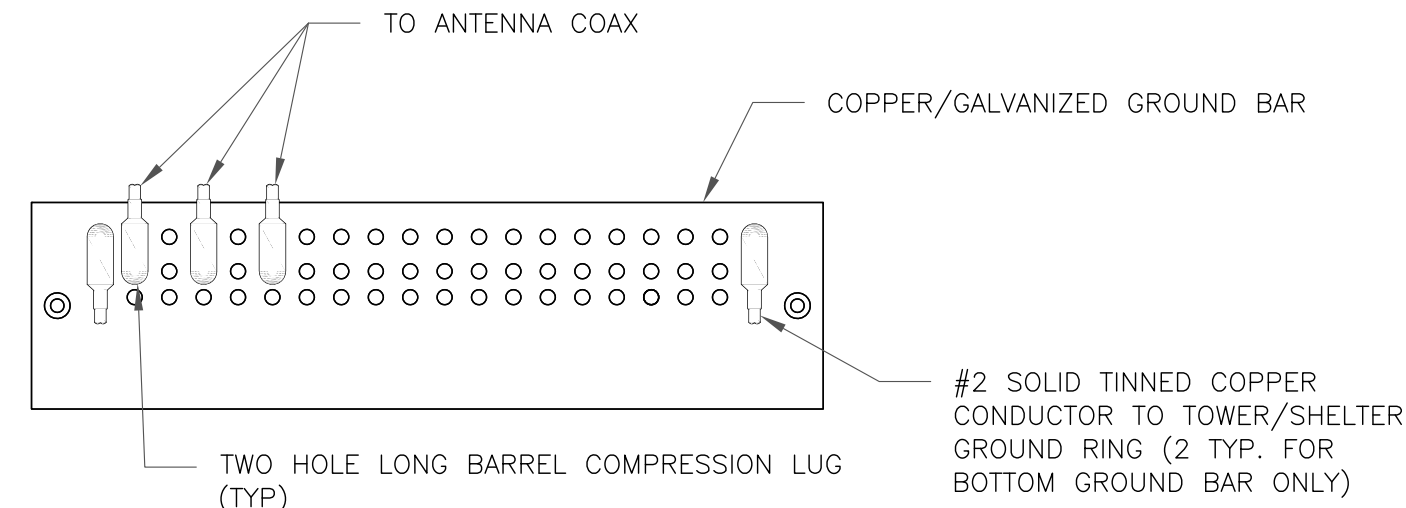 TO ANTENNA COAX
COPPER/GALVANIZED GROUND BAR
#2 SOLID TINNED COPPER
CONDUCTOR TO TOWER/SHELTER
GROUND RING (2 TYP. FOR
BOTTOM GROUND BAR ONLY)
TWO HOLE LONG BARREL COMPRESSION LUG
(TYP)